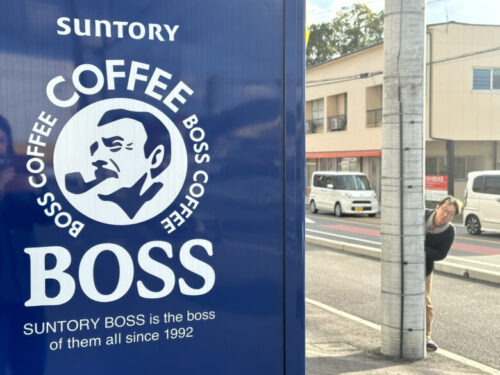 SUNTORY
BOSS COFFEE COFFEE BOSS COFFEE
BOSS
SUNTORY BOSS is the boss
of them all since 1992